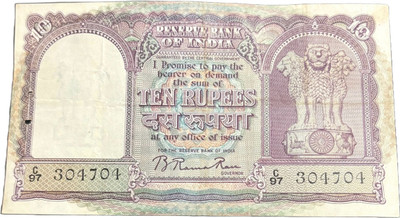 10 RESERVE BANK 10
OF INDIA
GUARANTEED BY THE CENTRAL GOVERNMENT
I Promise to pay the
bearer on demand
the sum of
TEN RUPEES
दस रुपया
at any office of issue
FOR THE RESERVE BANK OF INDIA
B. Rama Rau
GOVERNOR
C/97 304704
C/97 304704